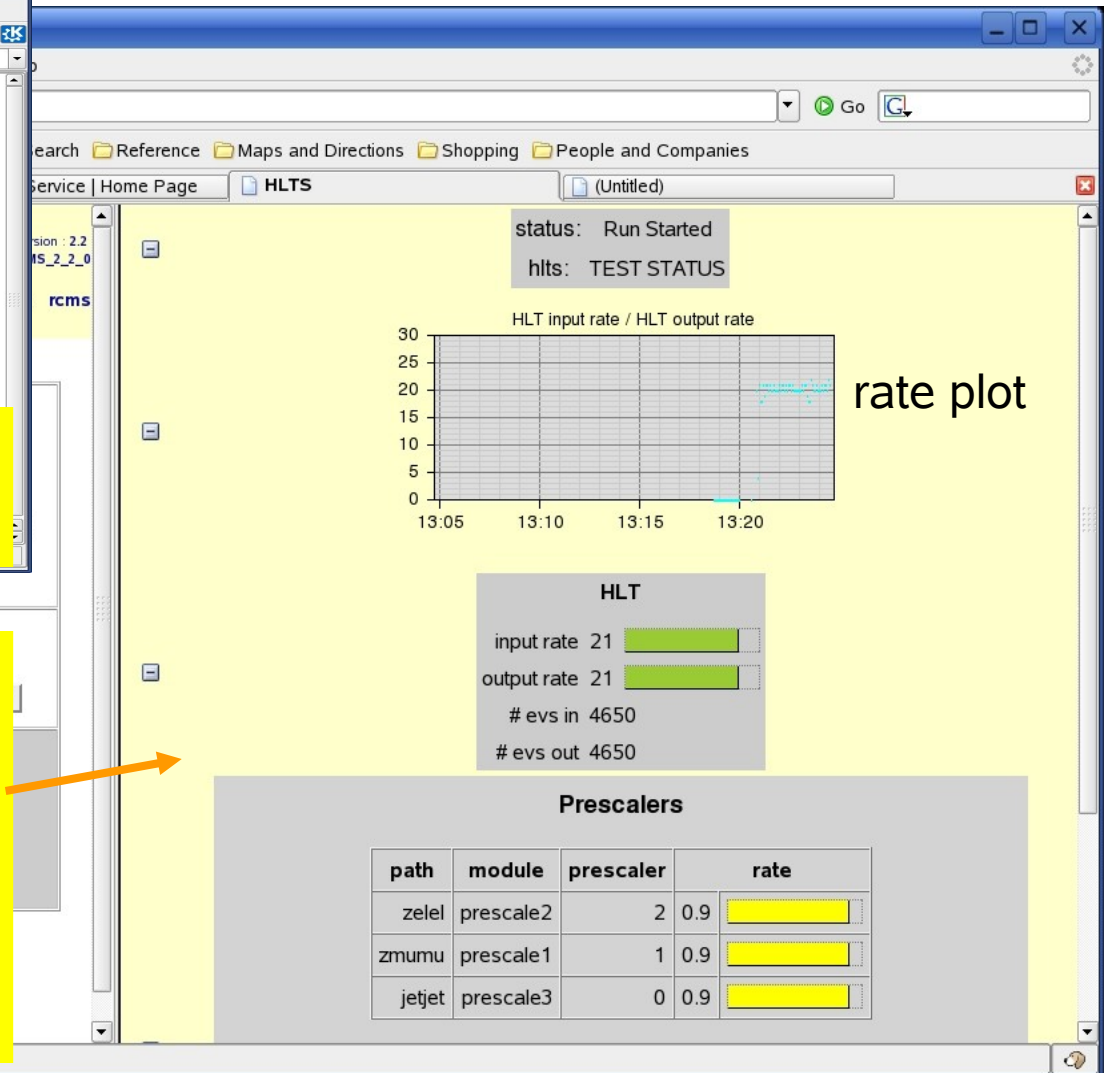 Go
G
earch Reference Maps and Directions Shopping People and Companies
Service | Home Page HLTS (Untitled)
rsion : 2.2
MS_2_2_0
rcms
status: Run Started
hlts: TEST STATUS
HLT input rate / HLT output rate
30
25
20
15
10
5
0
13:05 13:10 13:15 13:20
rate plot
HLT
input rate 21
output rate 21
# evs in 4650
# evs out 4650
Prescalers
path module prescaler rate
zelel prescale2 2 0.9
zmumu prescale1 1 0.9
jetjet prescale3 0 0.9